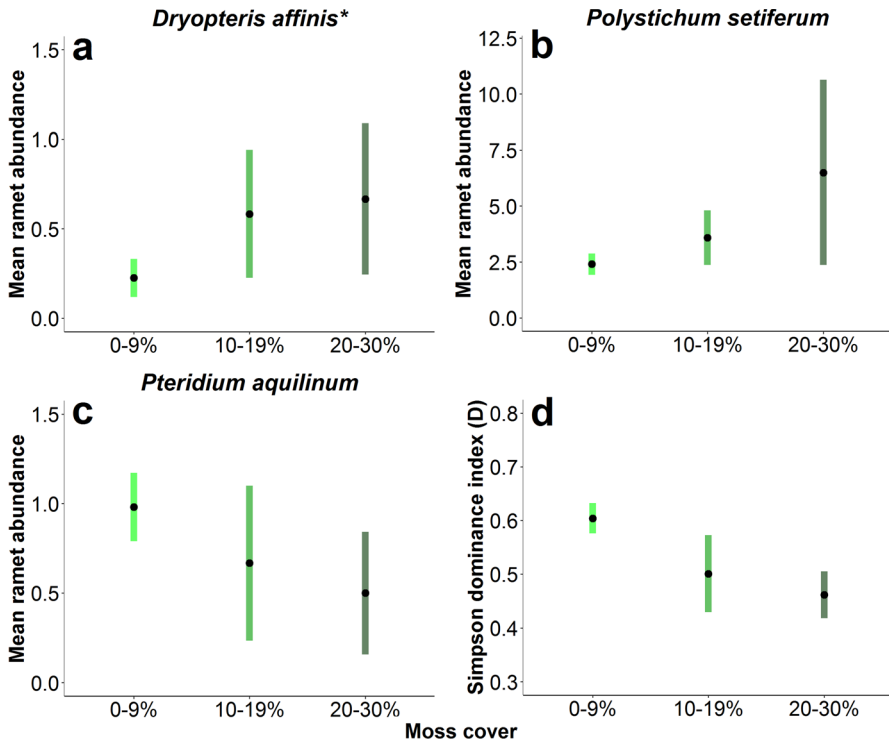 Dryopteris affinis*
a
Mean ramet abundance
1.5
1.0
0.5
0.0
0-9% 10-19% 20-30%
Polystichum setiferum
b
Mean ramet abundance
12.5
10.0
7.5
5.0
2.5
0.0
0-9% 10-19% 20-30%
Pteridium aquilinum
c
Mean ramet abundance
1.5
1.0
0.5
0.0
0-9% 10-19% 20-30%
d
Simpson dominance index (D)
0.8
0.7
0.6
0.5
0.4
0.3
0-9% 10-19% 20-30%
Moss cover